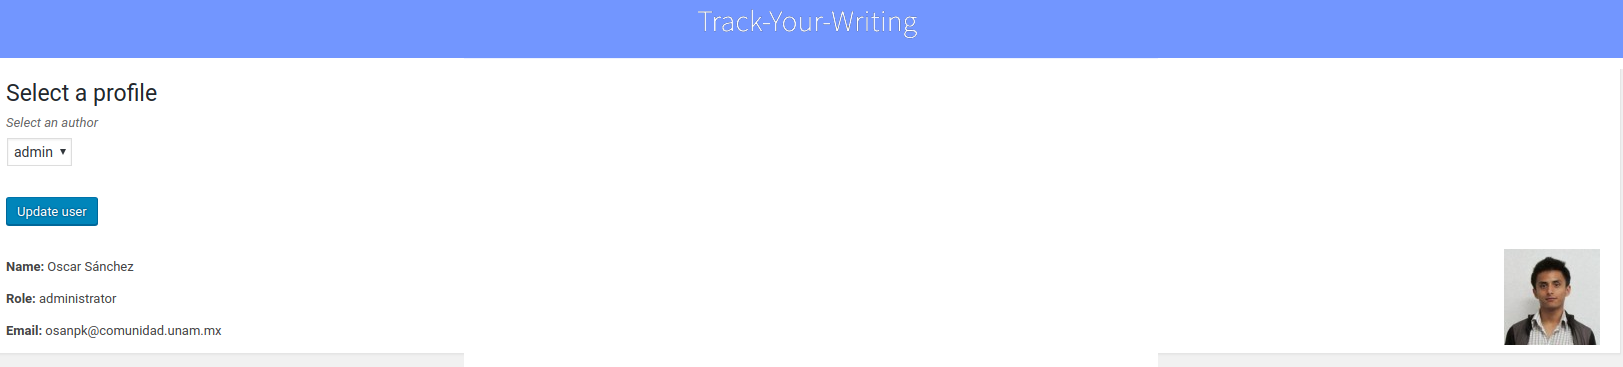 Track-Your-Writing
Select a profile
Select an author
admin
Update user
Name: Oscar Sánchez
Role: administrator
Email: osanpk@comunidad.unam.mx